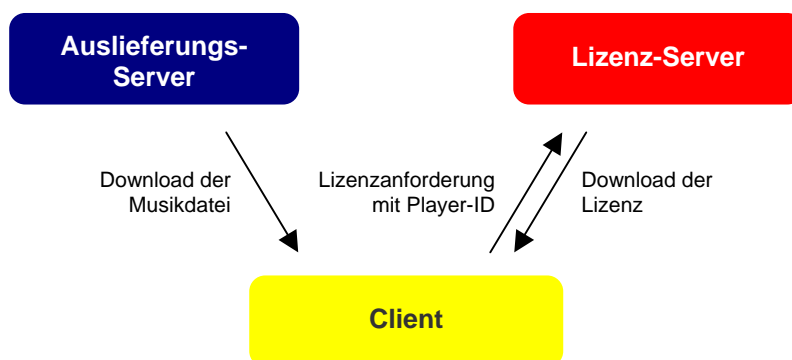 Auslieferungs-
Server
Lizenz-Server
Download der
Musikdatei
Lizenzanforderung
mit Player-ID
Download der
Lizenz
Client